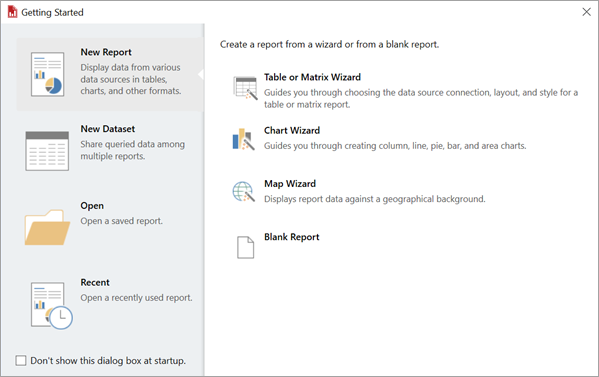 Getting Started
New Report
Display data from various
data sources in tables,
charts, and other formats.
New Dataset
Share queried data among
multiple reports.
Open
Open a saved report.
Recent
Open a recently used report.
Don't show this dialog box at startup.
Create a report from a wizard or from a blank report.
Table or Matrix Wizard
Guides you through choosing the data source connection, layout, and style for a
table or matrix report.
Chart Wizard
Guides you through creating column, line, pie, bar, and area charts.
Map Wizard
Displays report data against a geographical background.
Blank Report